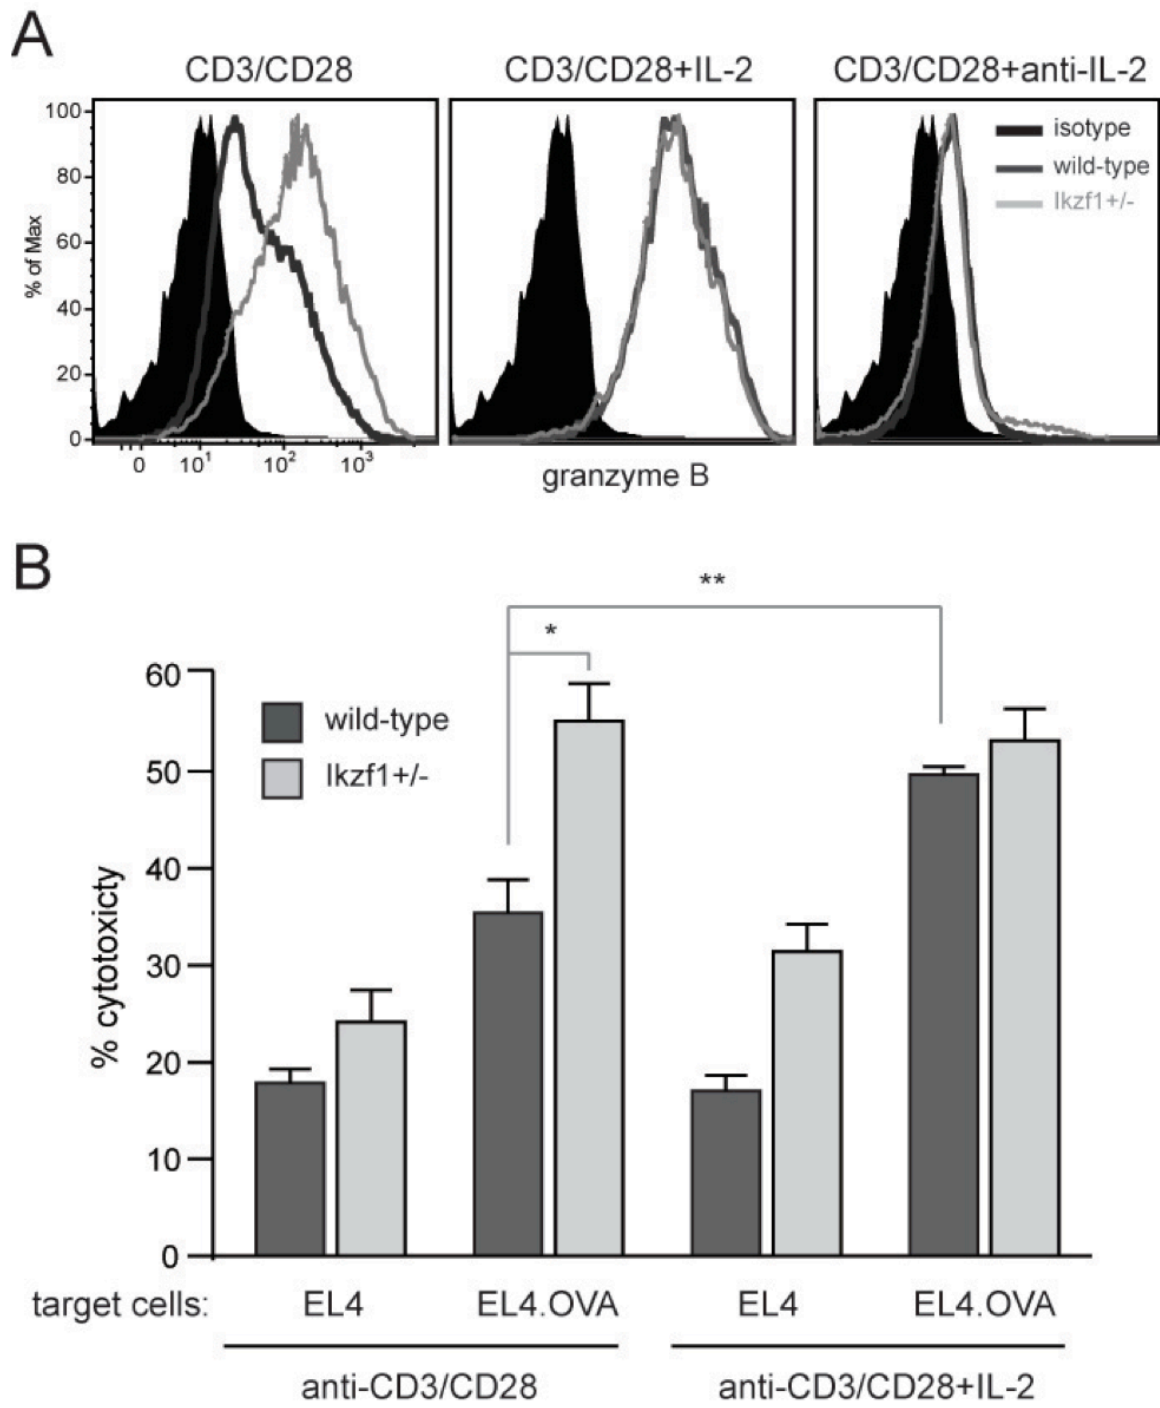 A
CD3/CD28
CD3/CD28+IL-2
CD3/CD28+anti-IL-2
100
80
60
40
20
0
% of Max
0 10¹ 10² 10³
isotype
wild-type
Ikzf1+/-
granzyme B
B
**
*
60
50
40
30
20
10
0
% cytotoxicty
wild-type
Ikzf1+/-
target cells: EL4 EL4.OVA EL4 EL4.OVA
anti-CD3/CD28 anti-CD3/CD28+IL-2